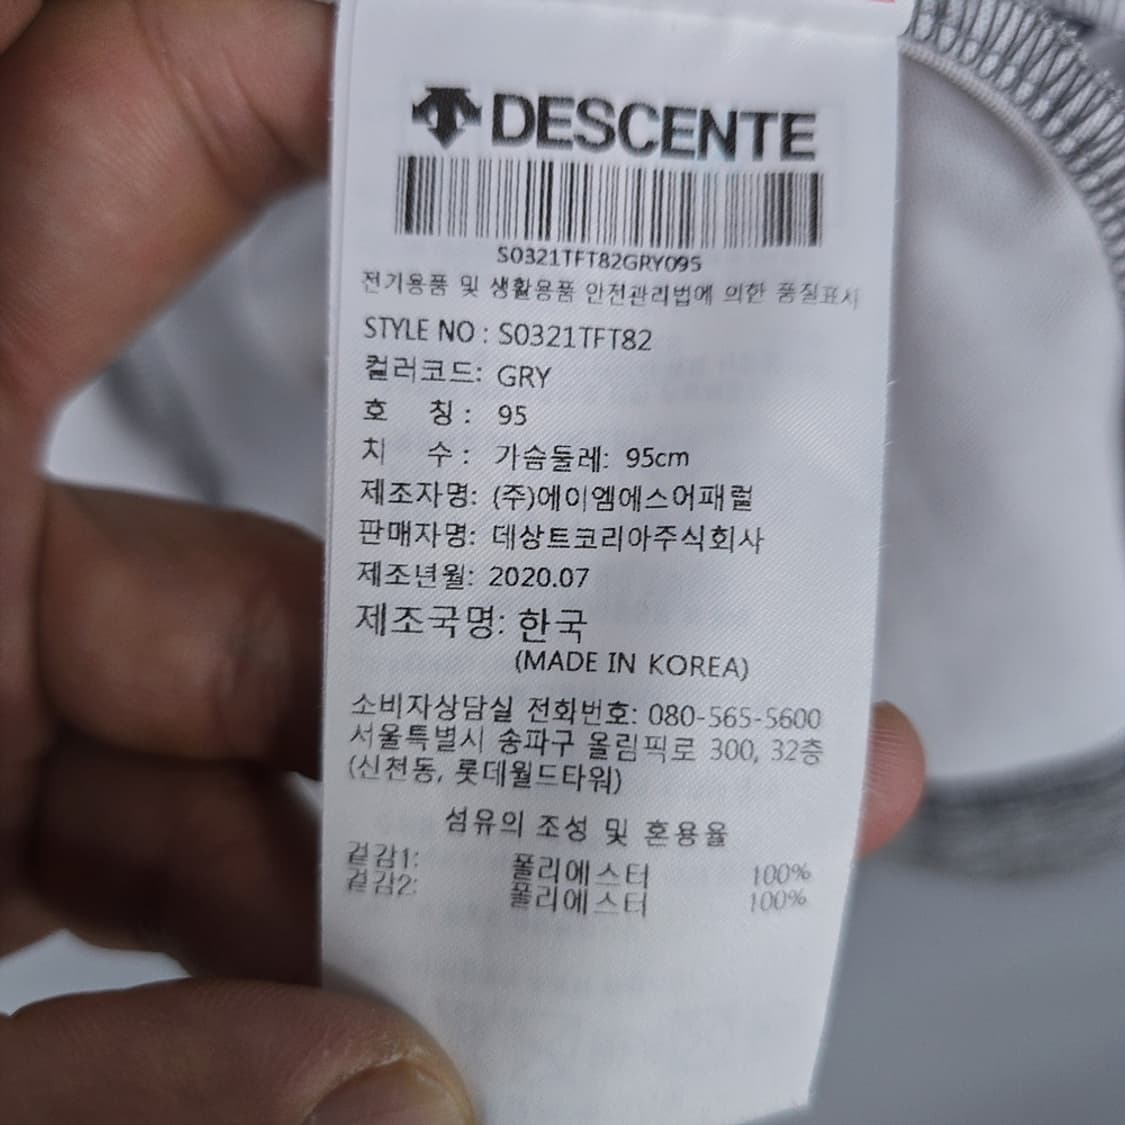 DESCENTE
S0321TFT82GRY095
전기용품 및 생활용품 안전관리법에 의한 품질표시
STYLE NO : S0321TFT82
컬러코드: GRY
호 칭 : 95
치 수 : 가슴둘레: 95cm
제조자명: (주)에이엠에스어패럴
판매자명: 데상트코리아주식회사
제조년월: 2020.07
제조국명: 한국
(MADE IN KOREA)
소비자상담실 전화번호: 080-565-5600
서울특별시 송파구 올림픽로 300, 32층
(신천동, 롯데월드타워)
섬유의 조성 및 혼용율
겉감1: 폴리에스터 100%
겉감2: 폴리에스터 100%